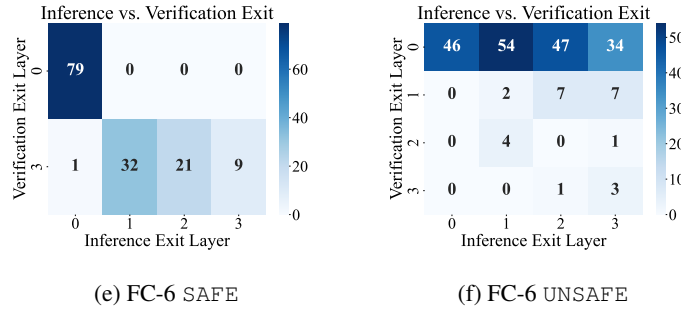 Inference vs. Verification Exit
Verification Exit Layer
0
3
79 0 0 0
1 32 21 9
0 1 2 3
Inference Exit Layer
60
40
20
0
(e) FC-6 SAFE
Inference vs. Verification Exit
Verification Exit Layer
0
1
2
3
46 54 47 34
0 2 7 7
0 4 0 1
0 0 1 3
0 1 2 3
Inference Exit Layer
50
40
30
20
10
0
(f) FC-6 UNSAFE